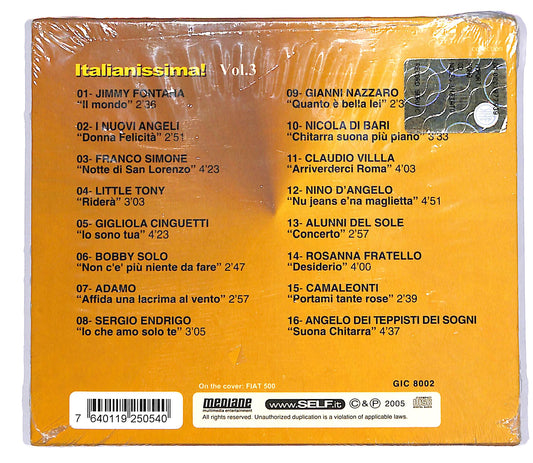 collection
Italianissima! Vol.3
01- JIMMY FONTANA
"Il mondo" 2'36
02- I NUOVI ANGELI
"Donna Felicità" 2'51
03- FRANCO SIMONE
"Notte di San Lorenzo" 4'23
04- LITTLE TONY
"Riderà" 3'03
05- GIGLIOLA CINGUETTI
"Io sono tua" 4'23
06- BOBBY SOLO
"Non c'e' più niente da fare" 2'47
07- ADAMO
"Affida una lacrima al vento" 2'57
08- SERGIO ENDRIGO
"Io che amo solo te" 3'05
09- GIANNI NAZZARO
"Quanto è bella lei"
10- NICOLA DI BARI
"Chitarra suona più piano" 3'33
11- CLAUDIO VILLLA
"Arriverderci Roma" 4'03
12- NINO D'ANGELO
"Nu jeans e'na maglietta" 4'51
13- ALUNNI DEL SOLE
"Concerto" 2'57
14- ROSANNA FRATELLO
"Desiderio" 4'00
15- CAMALEONTI
"Portami tante rose" 2'39
16- ANGELO DEI TEPPISTI DEI SOGNI
"Suona Chitarra" 4'37
On the cover: FIAT 500
GIC 8002
7 640119 250540
mediane
multimedia entertainment
www.SELF.it
© & ℗ 2005
All rights reserved. Unauthorized duplication is a violation of applicable laws.